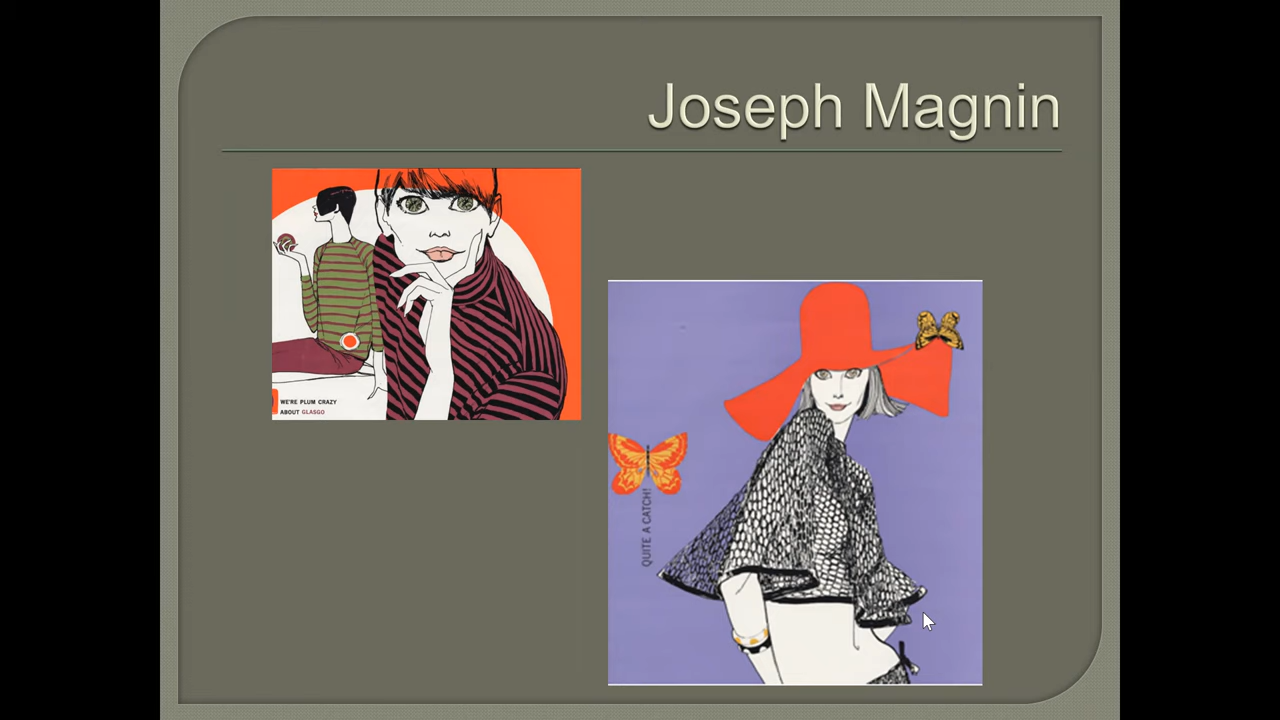 Joseph Magnin
WE'RE PLUM CRAZY
ABOUT GLASGO
QUITE A CATCH!